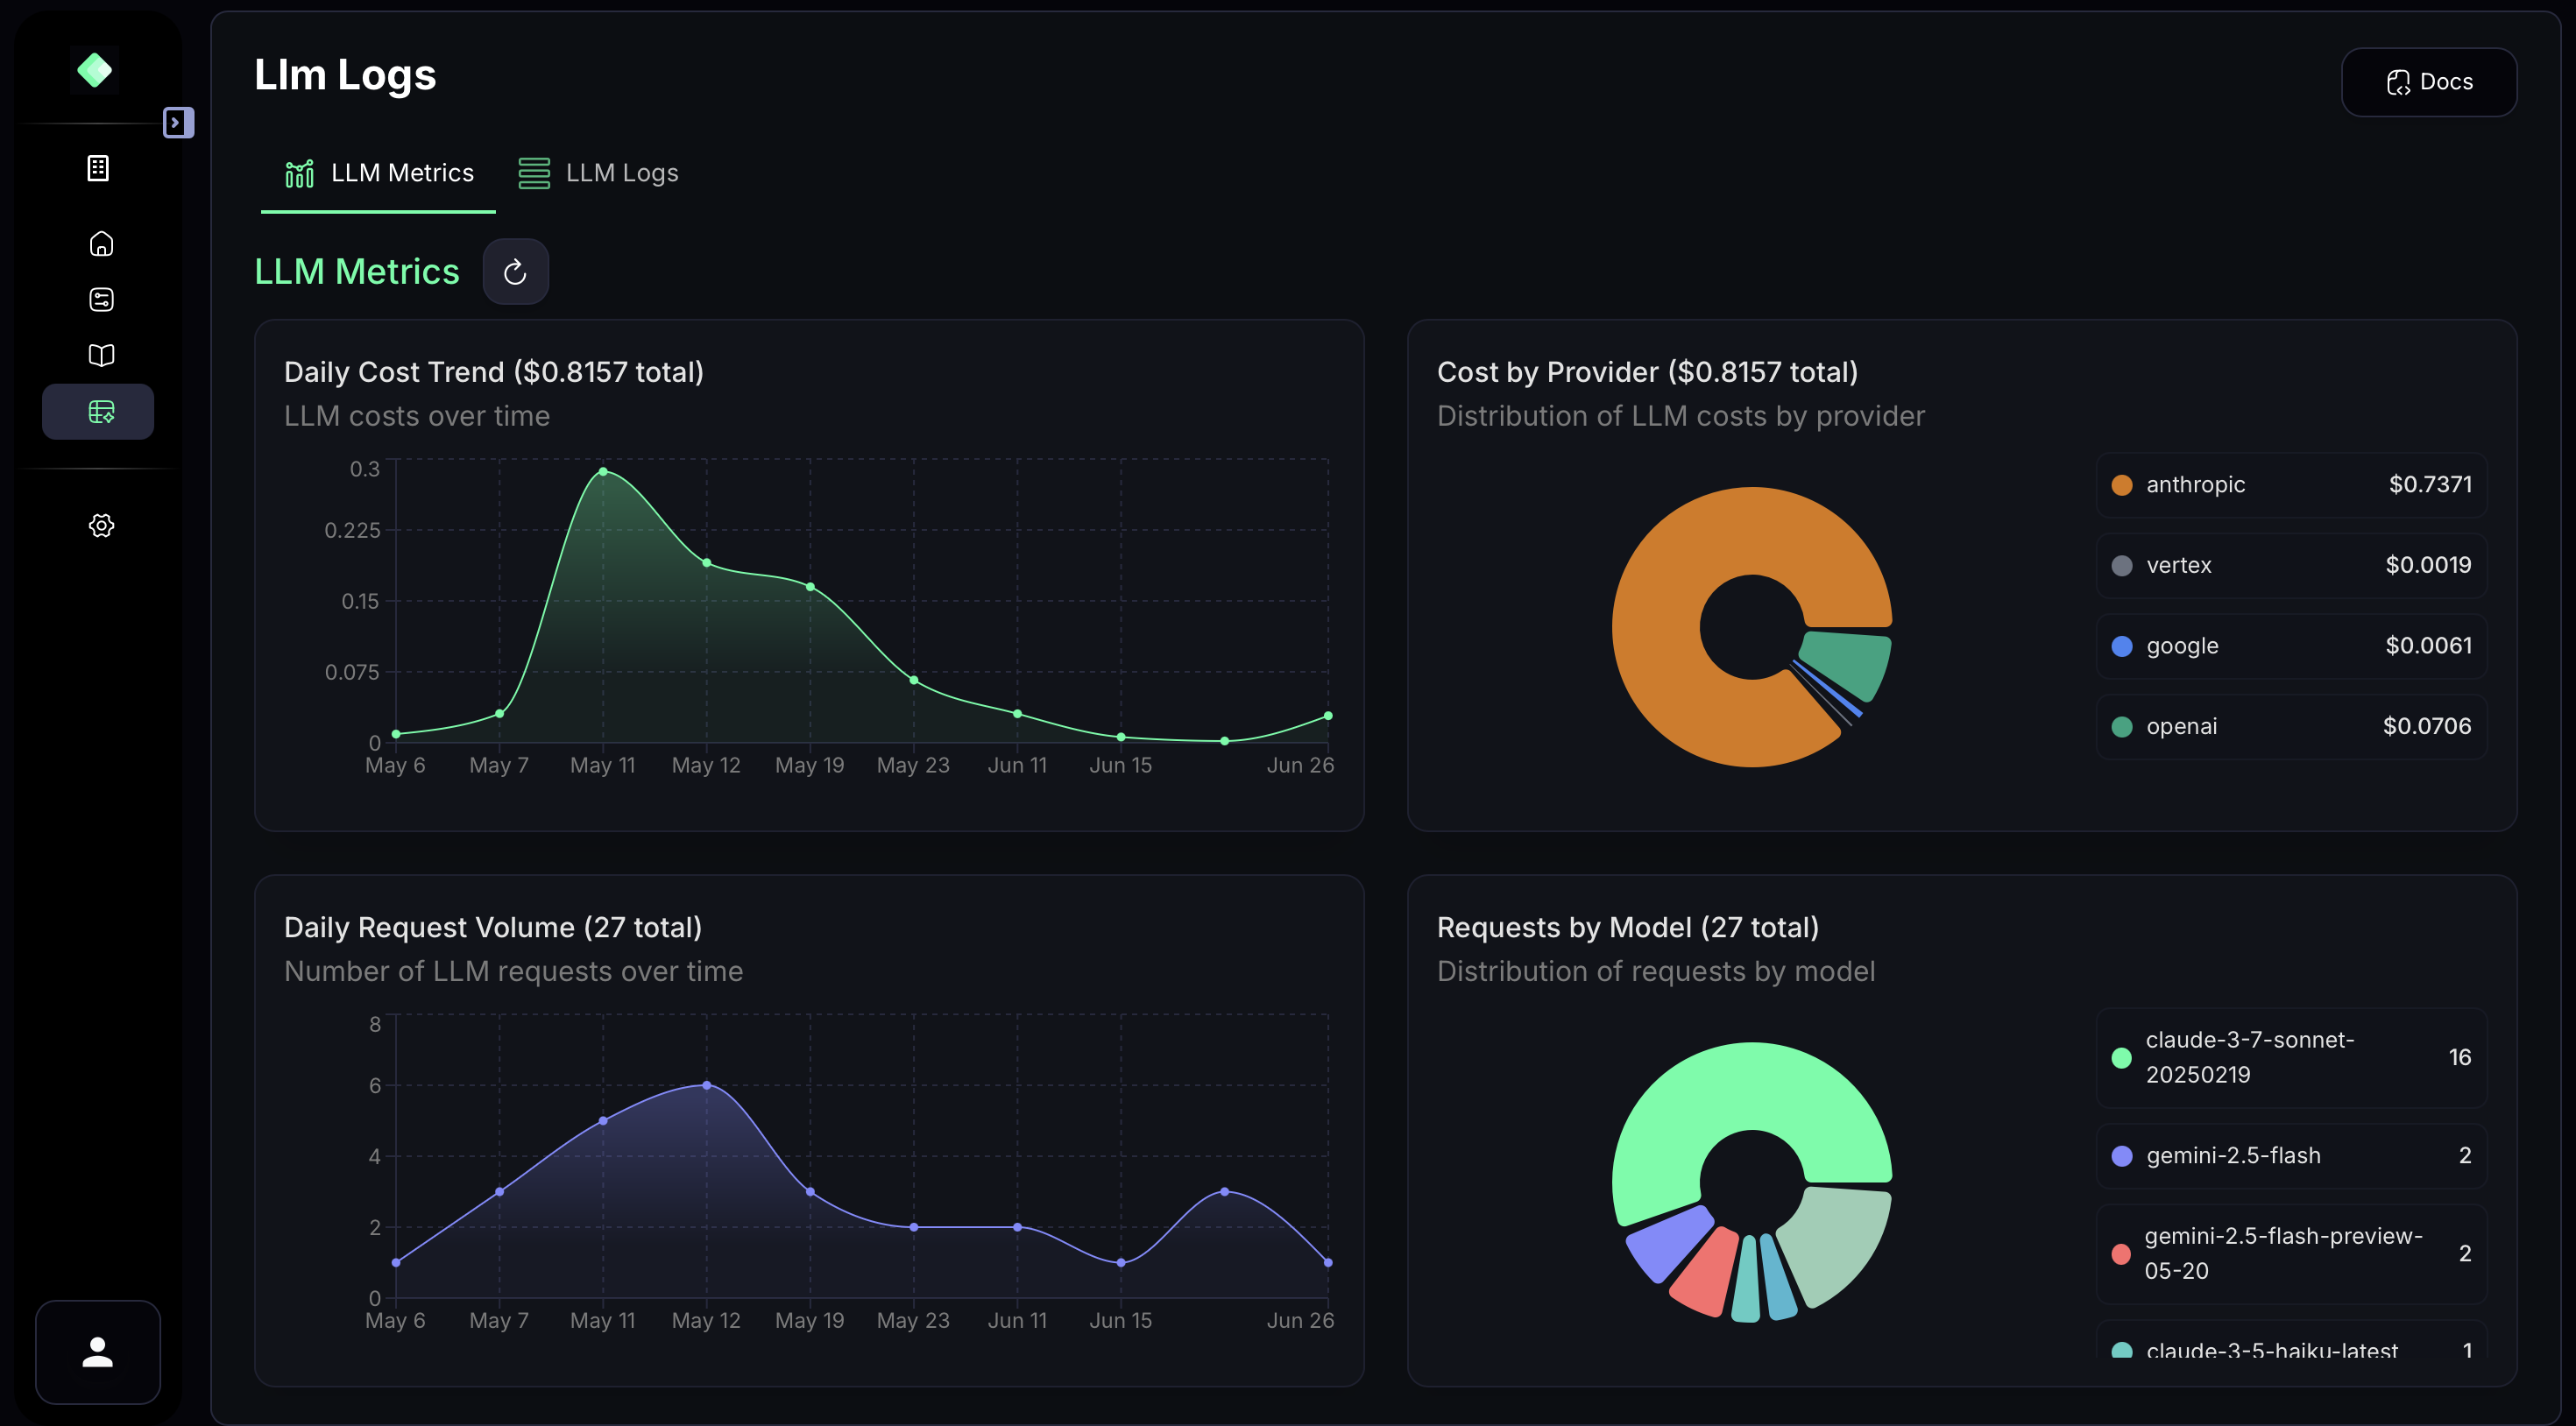 Llm Logs
Docs
LLM Metrics
LLM Logs
LLM Metrics
Daily Cost Trend ($0.8157 total)
LLM costs over time
0.3
0.225
0.15
0.075
0
May 6
May 7
May 11
May 12
May 19
May 23
Jun 11
Jun 15
Jun 26
Cost by Provider ($0.8157 total)
Distribution of LLM costs by provider
anthropic $0.7371
vertex $0.0019
google $0.0061
openai $0.0706
Daily Request Volume (27 total)
Number of LLM requests over time
8
6
4
2
0
May 6
May 7
May 11
May 12
May 19
May 23
Jun 11
Jun 15
Jun 26
Requests by Model (27 total)
Distribution of requests by model
claude-3-7-sonnet-
20250219
16
gemini-2.5-flash 2
gemini-2.5-flash-preview-
05-20
2
claude-3-5-haiku-latest 1